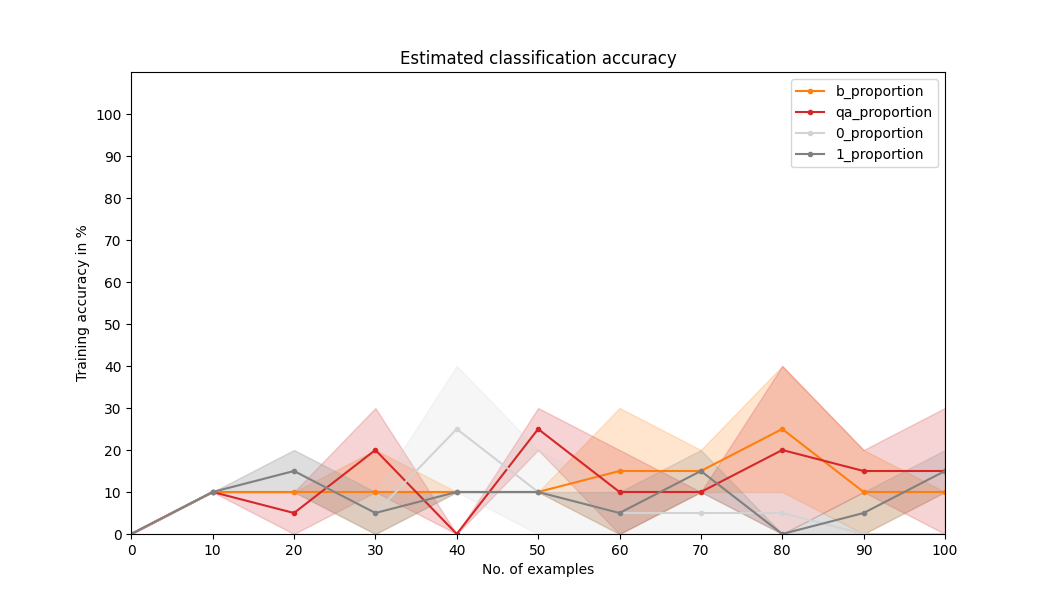 Estimated classification accuracy
b_proportion
qa_proportion
0_proportion
1_proportion
Training accuracy in %
100
90
80
70
60
50
40
30
20
10
0
0 10 20 30 40 50 60 70 80 90 100
No. of examples